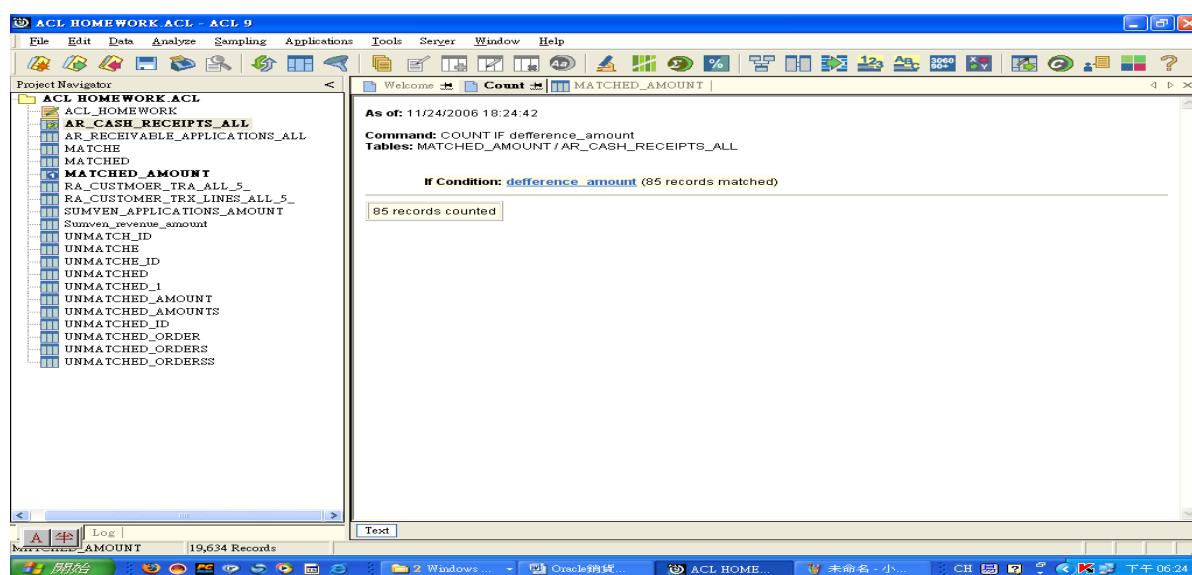 ACL HOMEWORK.ACL - ACL 9
File Edit Data Analyze Sampling Applications Tools Server Window Help
Project Navigator <
Welcome Count MATCHED_AMOUNT
ACL HOMEWORK.ACL
ACL_HOMEWORK
AR_CASH_RECEIPTS_ALL
AR_RECEIVABLE_APPLICATIONS_ALL
MATCHE
MATCHED
MATCHED_AMOUNT
RA_CUSTMOER_TRA_ALL_5_
RA_CUSTOMER_TRX_LINES_ALL_5_
SUMVEN_APPLICATIONS_AMOUNT
Sumven_revenue_amount
UNMATCH_ID
UNMATCHE
UNMATCHE_ID
UNMATCHED
UNMATCHED_1
UNMATCHED_AMOUNT
UNMATCHED_AMOUNTS
UNMATCHED_ID
UNMATCHED_ORDER
UNMATCHED_ORDERS
UNMATCHED_ORDERSS
As of: 11/24/2006 18:24:42
Command: COUNT IF defference_amount
Tables: MATCHED_AMOUNT / AR_CASH_RECEIPTS_ALL
If Condition: defference_amount (85 records matched)
85 records counted
Log
Text
A 半
MATCHED_AMOUNT 19,634 Records
開始 2 Windows ... Oracle銷貨... ACL HOME... 未命名 - 小... CH 下午 06:24